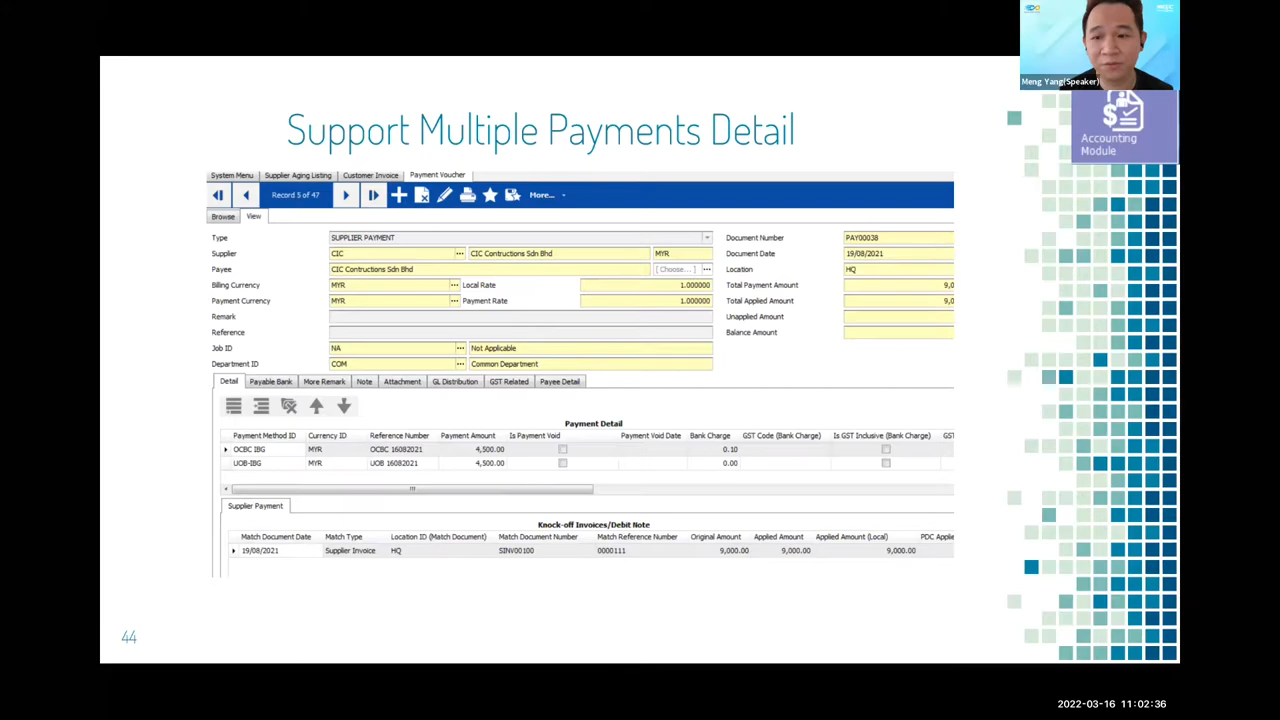 Meng Yang(Speaker)
Accounting
Module
Support Multiple Payments Detail
System Menu Supplier Aging Listing Customer Invoice Payment Voucher
Record 5 of 47 More...
Browse View
Type SUPPLIER PAYMENT Document Number PAY00038
Supplier CIC CIC Contructions Sdn Bhd MYR Document Date 19/08/2021
Payee CIC Contructions Sdn Bhd [ Choose... ] Location HQ
Billing Currency MYR Local Rate 1.000000 Total Payment Amount 9,0
Payment Currency MYR Payment Rate 1.000000 Total Applied Amount 9,0
Remark Unapplied Amount
Reference Balance Amount
Job ID NA Not Applicable
Department ID COM Common Department
Detail Payable Bank More Remark Note Attachment GL Distribution GST Related Payee Detail
Payment Detail
Payment Method ID Currency ID Reference Number Payment Amount Is Payment Void Payment Void Date Bank Charge GST Code (Bank Charge) Is GST Inclusive (Bank Charge) GST
OCBC IBG MYR OCBC 16082021 4,500.00 0.10
UOB-IBG MYR UOB 16082021 4,500.00 0.00
Supplier Payment
Knock-off Invoices/Debit Note
Match Document Date Match Type Location ID (Match Document) Match Document Number Match Reference Number Original Amount Applied Amount Applied Amount (Local) PDC Applie
19/08/2021 Supplier Invoice HQ SINV00100 0000111 9,000.00 9,000.00 9,000.00
44
2022-03-16 11:02:36